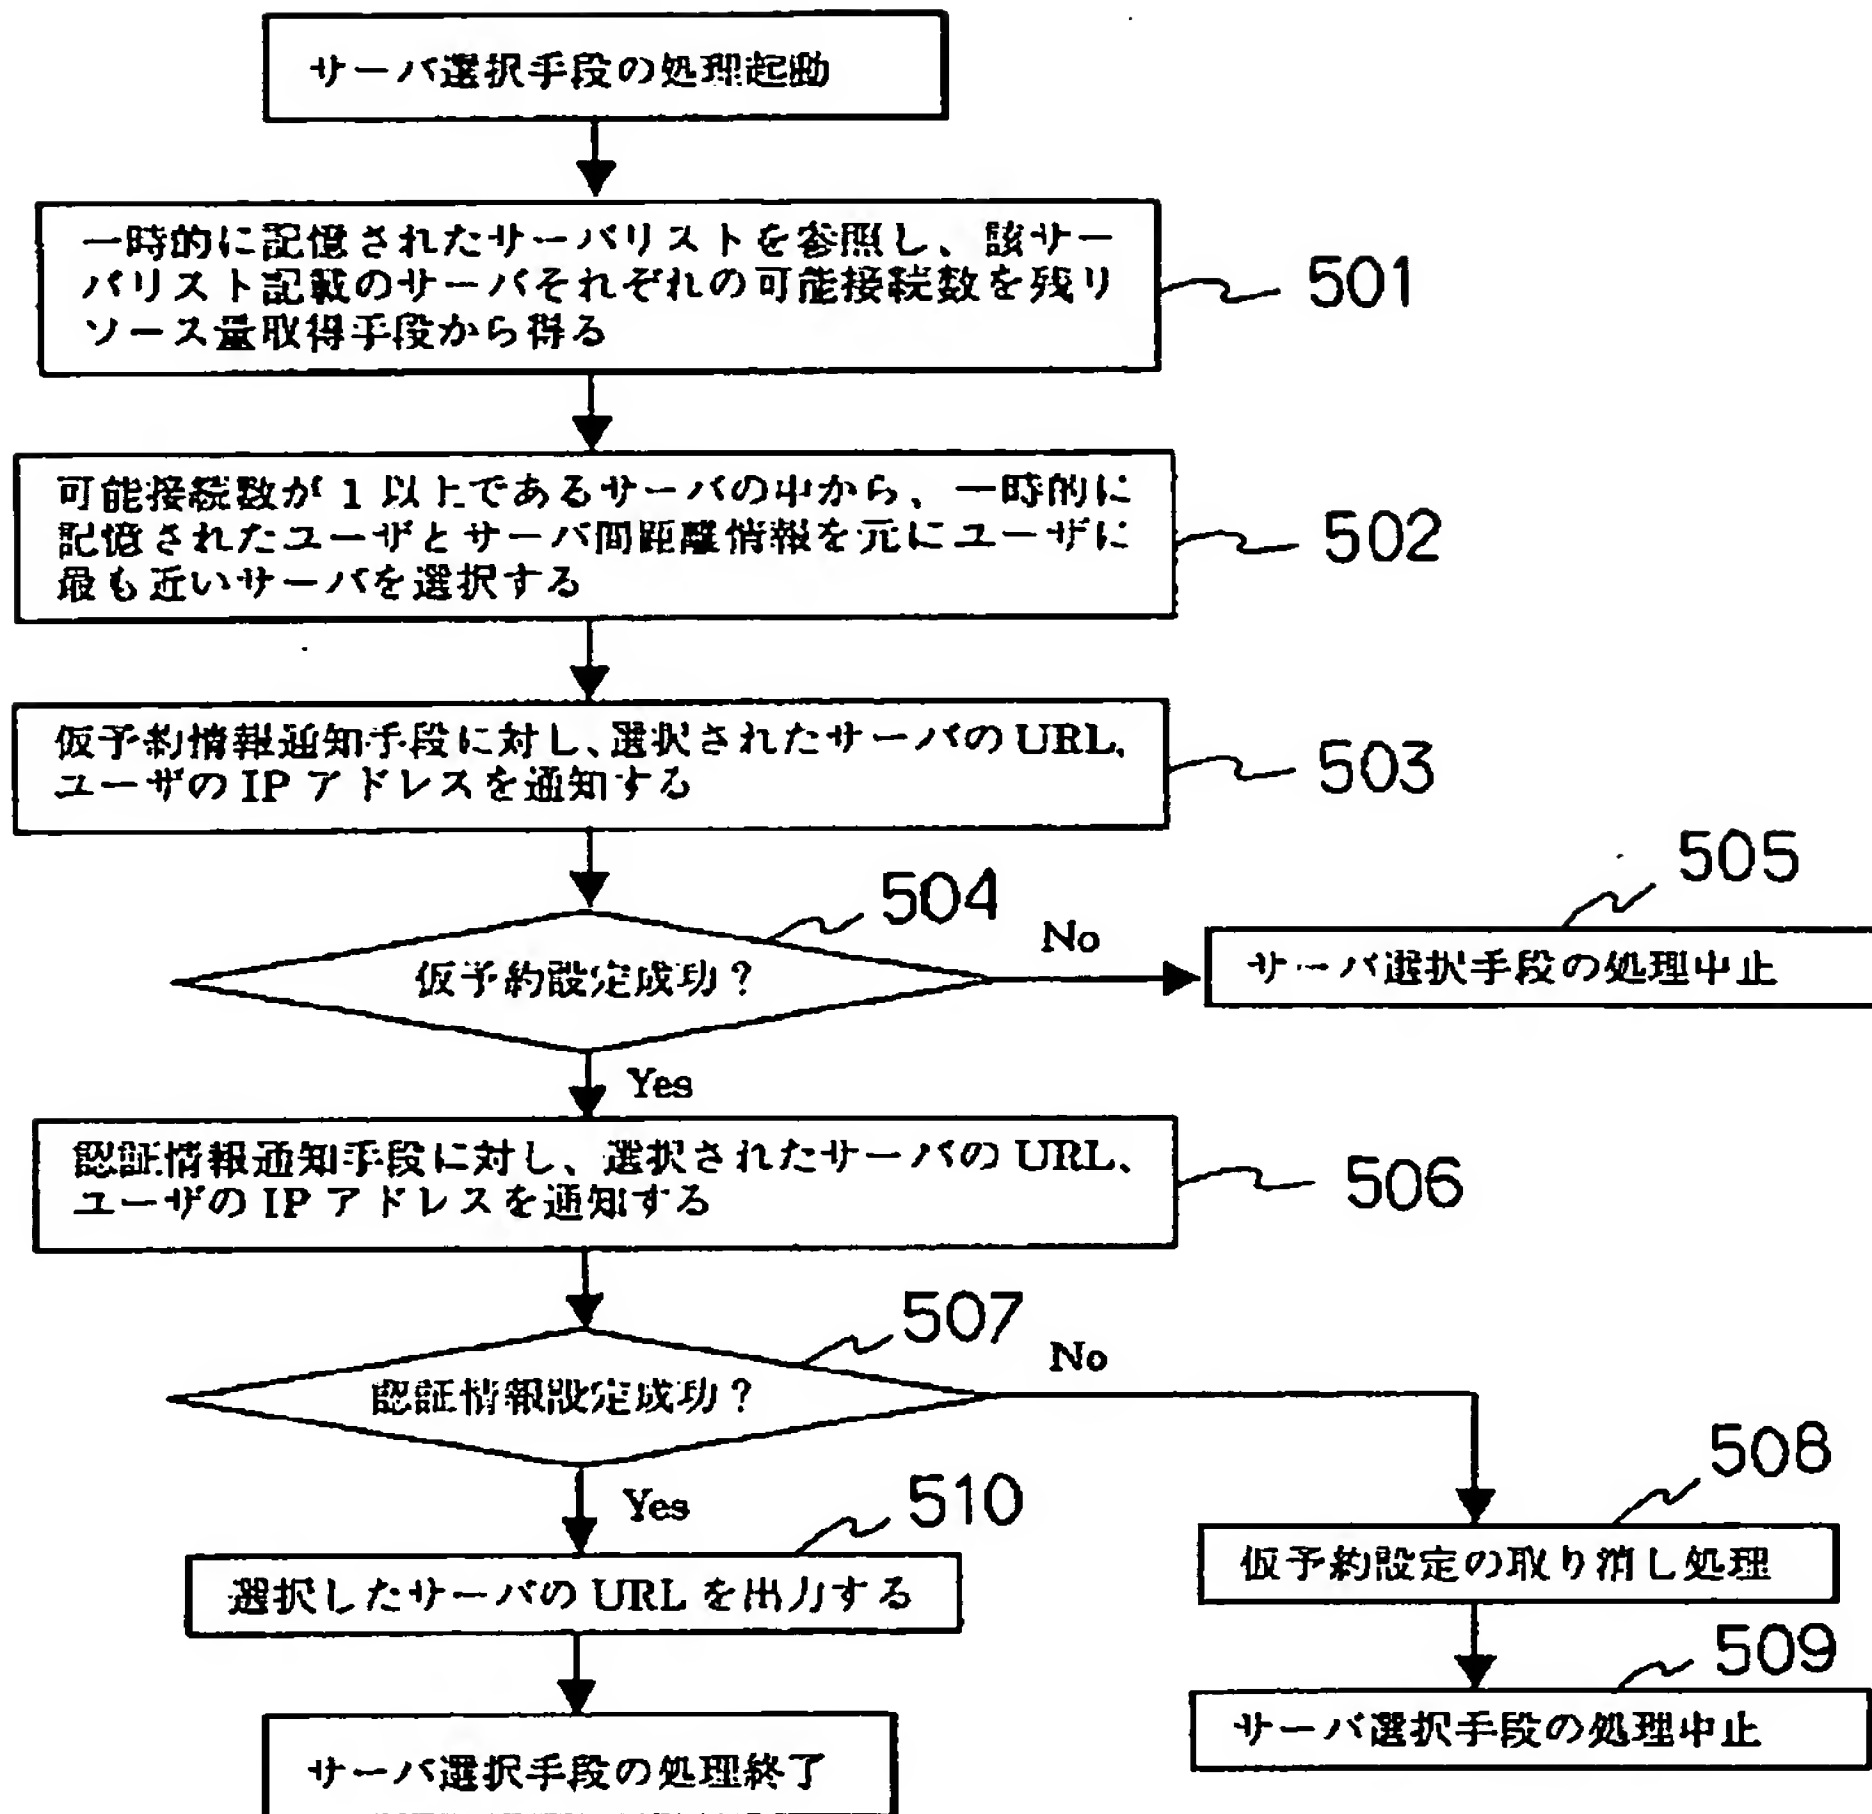 サーバ選択手段の処理起動
一時的に記憶されたサーバリストを参照し、該サー
バリスト記載のサーバそれぞれの可能接続数を残リ
ソース量取得手段から得る
501
可能接続数が 1 以上であるサーバの中から、一時的に
記憶されたユーザとサーバ間距離情報を元にユーザに
最も近いサーバを選択する
502
仮予約情報通知手段に対し、選択されたサーバの URL、
ユーザの IP アドレスを通知する
503
504
仮予約設定成功？
No
505
サーバ選択手段の処理中止
Yes
認証情報通知手段に対し、選択されたサーバの URL、
ユーザの IP アドレスを通知する
506
507
認証情報設定成功？
No
508
仮予約設定の取り消し処理
509
サーバ選択手段の処理中止
Yes
510
選択したサーバの URL を出力する
サーバ選択手段の処理終了